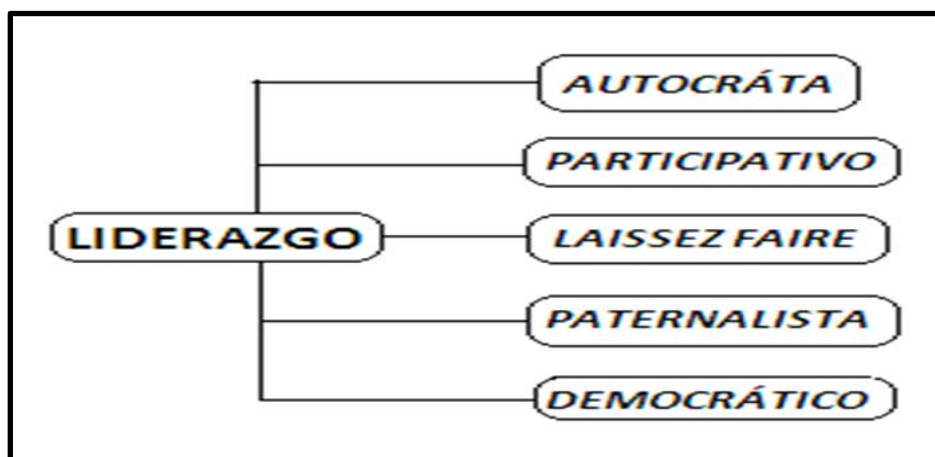 AUTOCRÁTA
PARTICIPATIVO
LIDERAZGO
LAISSEZ FAIRE
PATERNALISTA
DEMOCRÁTICO